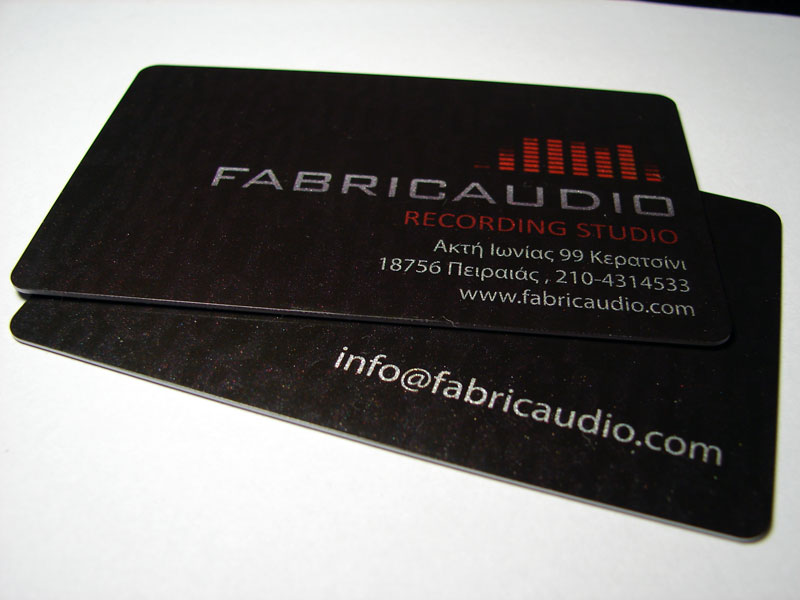 FABRICAUDIO
RECORDING STUDIO
Ακτή Ιωνίας 99 Κερατσίνι
18756 Πειραιάς , 210-4314533
www.fabricaudio.com
info@fabricaudio.com